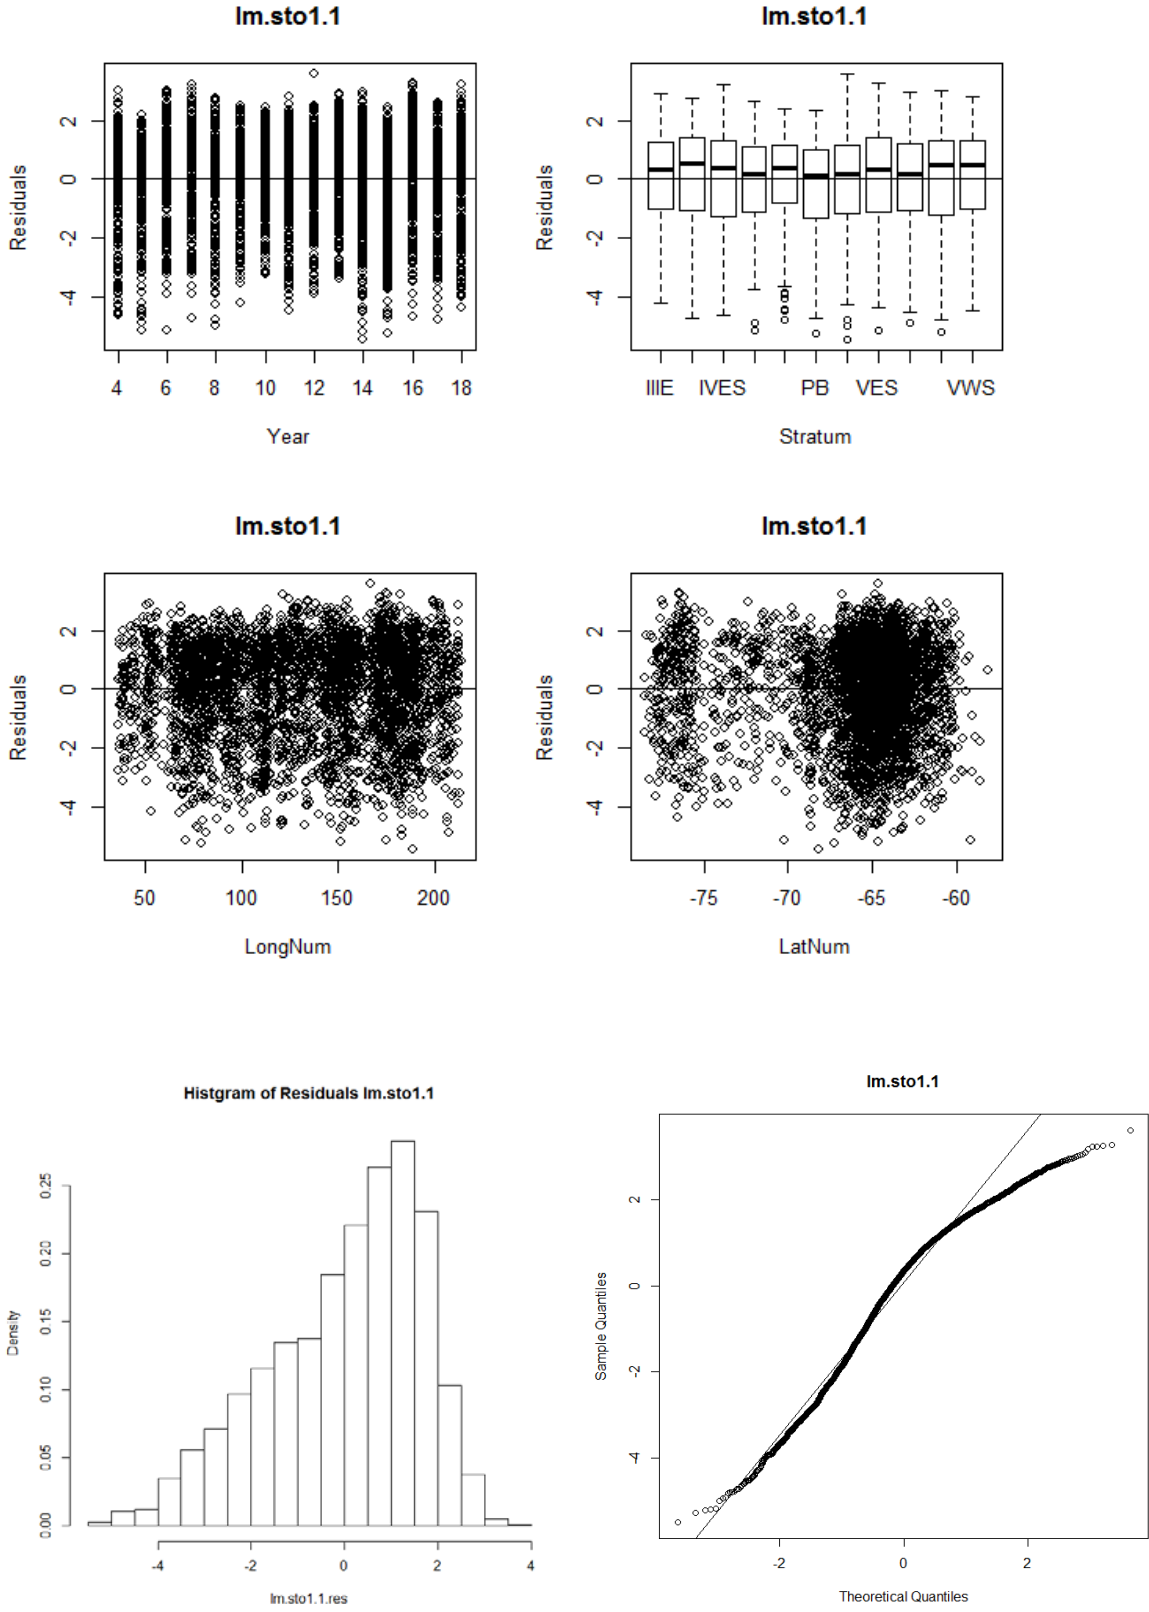 lm.sto1.1
lm.sto1.1
2
0
-2
-4
Residuals
4 6 8 10 12 14 16 18
Year
2
0
-2
-4
Residuals
IIIE IVES PB VES VWS
Stratum
lm.sto1.1
lm.sto1.1
2
0
-2
-4
Residuals
50 100 150 200
LongNum
2
0
-2
-4
Residuals
-75 -70 -65 -60
LatNum
Histgram of Residuals lm.sto1.1
0.25
0.20
0.15
0.10
0.05
0.00
Density
-4 -2 0 2 4
lm.sto1.1.res
lm.sto1.1
2
0
-2
-4
Sample Quantiles
-2 0 2
Theoretical Quantiles